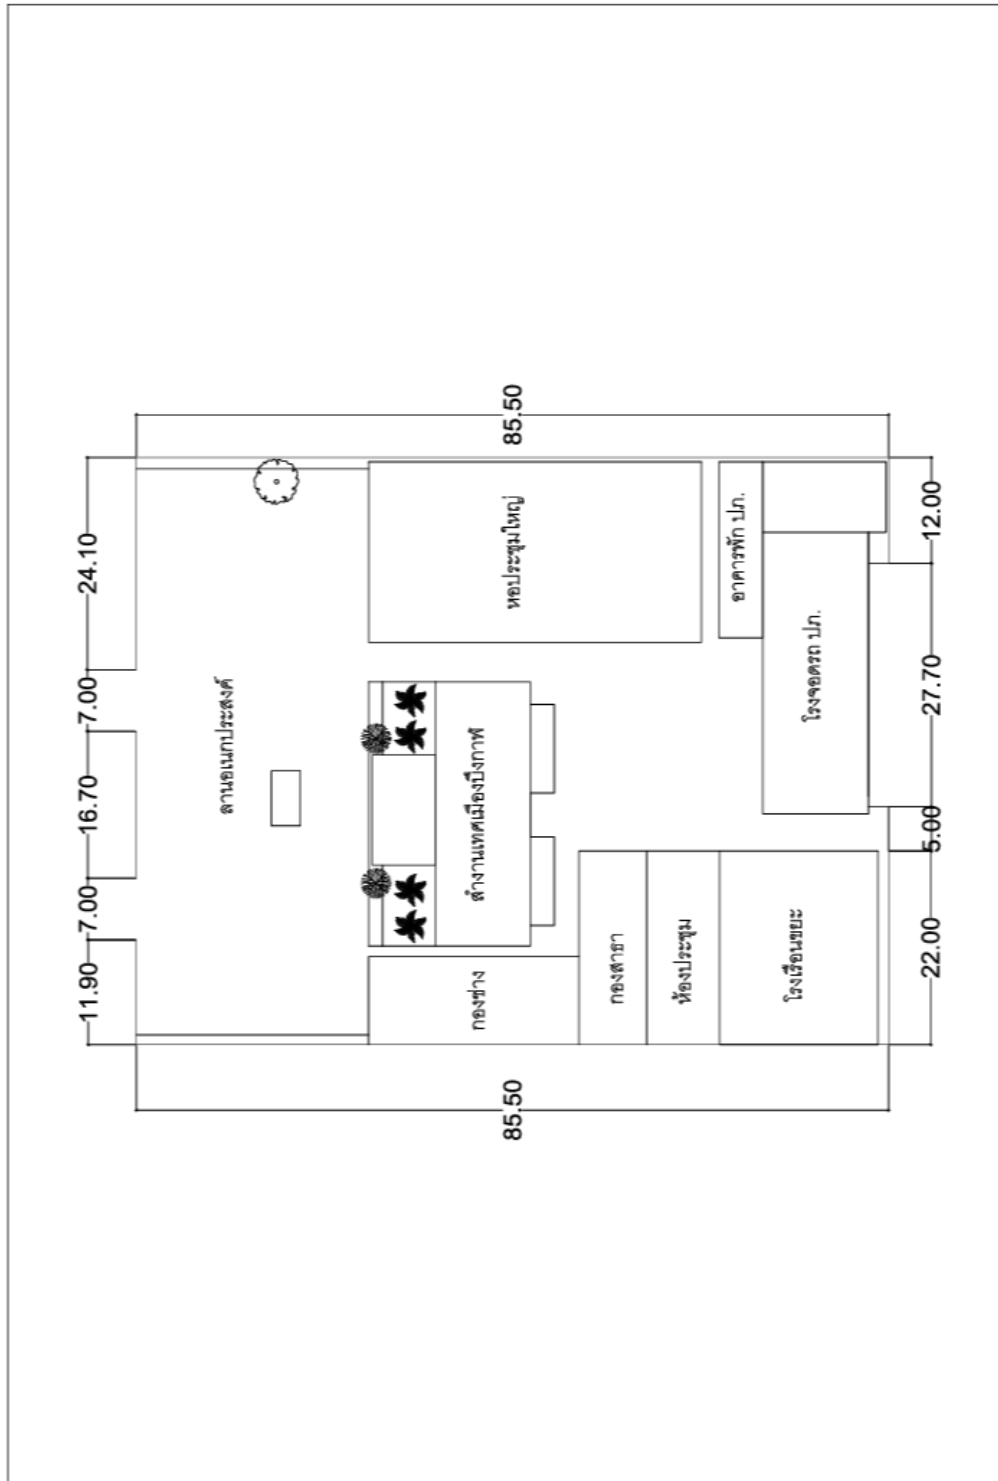 85.50
11.90
7.00
16.70
7.00
24.10
ลานอเนกประสงค์
กองช่าง
สำงานเทศเมืองบึงกาฬ
หอประชุมใหญ่
กองสาธา
ห้องประชุม
โรงเรือนขยะ
อาคารพัก ปภ.
โรงจอดรถ ปภ.
22.00
5.00
27.70
12.00
85.50